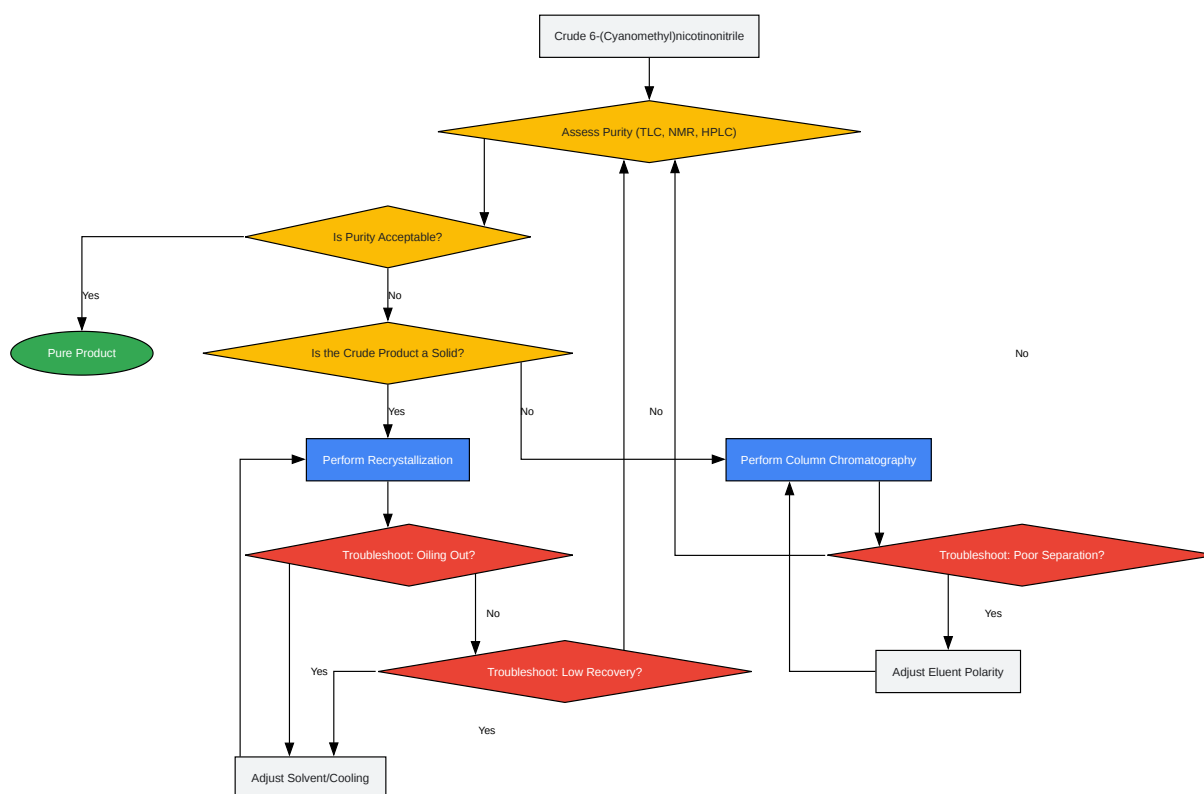 Crude 6-(Cyanomethyl)nicotinonitrile
Assess Purity (TLC, NMR, HPLC)
Is Purity Acceptable?
Yes
No
Pure Product
Is the Crude Product a Solid?
No
Yes
No
No
Perform Recrystallization
Perform Column Chromatography
Troubleshoot: Oiling Out?
Troubleshoot: Poor Separation?
No
Yes
Yes
Troubleshoot: Low Recovery?
Adjust Eluent Polarity
Yes
Adjust Solvent/Cooling